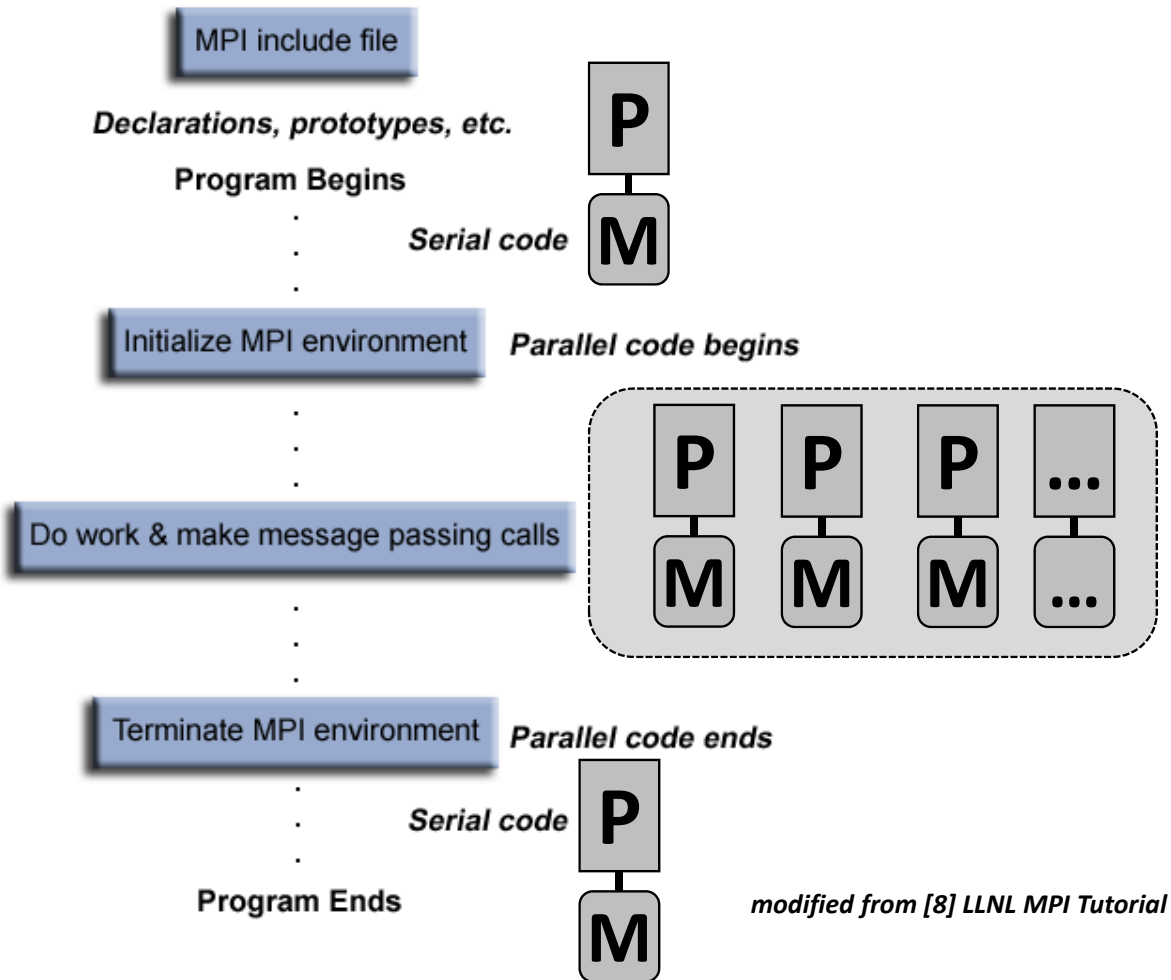 MPI include file
Declarations, prototypes, etc.
P
Program Begins
Serial code
M
.
.
.
Initialize MPI environment
Parallel code begins
.
.
.
P P P ...
Do work & make message passing calls
M M M ...
.
.
.
Terminate MPI environment
Parallel code ends
.
.
.
Serial code
P
Program Ends
M
modified from [8] LLNL MPI Tutorial